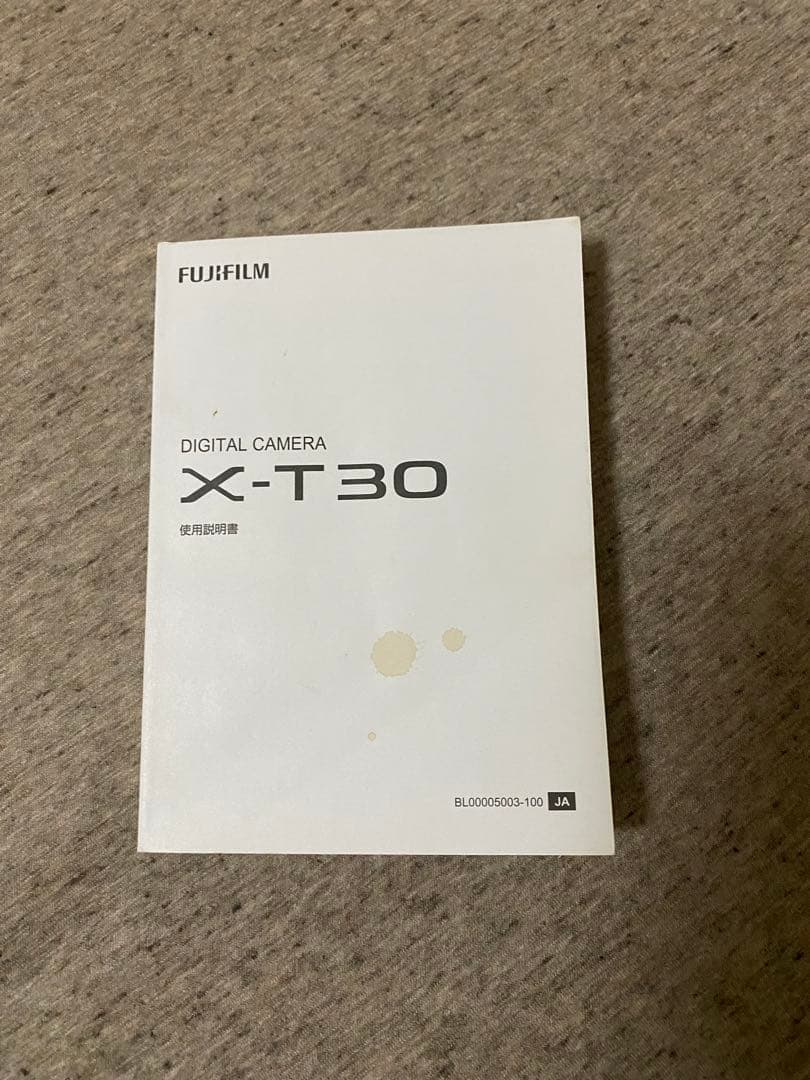 FUJIFILM
DIGITAL CAMERA
X-T30
使用説明書
BL00005003-100 JA